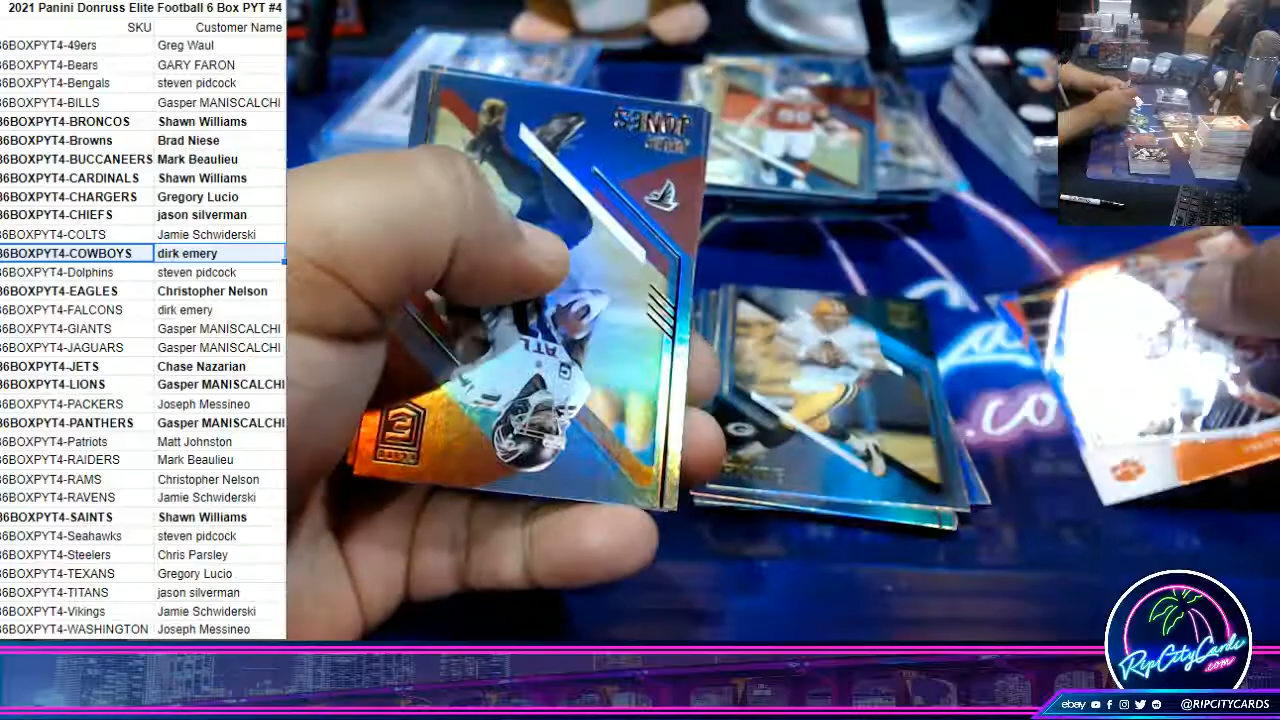 2021 Panini Donruss Elite Football 6 Box PYT #4
SKU Customer Name
36BOXPYT4-49ers Greg Waul
36BOXPYT4-Bears GARY FARON
36BOXPYT4-Bengals steven pidcock
36BOXPYT4-BILLS Gasper MANISCALCHI
36BOXPYT4-BRONCOS Shawn Williams
36BOXPYT4-Browns Brad Niese
36BOXPYT4-BUCCANEERS Mark Beaulieu
36BOXPYT4-CARDINALS Shawn Williams
36BOXPYT4-CHARGERS Gregory Lucio
36BOXPYT4-CHIEFS jason silverman
36BOXPYT4-COLTS Jamie Schwiderski
36BOXPYT4-COWBOYS dirk emery
36BOXPYT4-Dolphins steven pidcock
36BOXPYT4-EAGLES Christopher Nelson
36BOXPYT4-FALCONS dirk emery
36BOXPYT4-GIANTS Gasper MANISCALCHI
36BOXPYT4-JAGUARS Gasper MANISCALCHI
36BOXPYT4-JETS Chase Nazarian
36BOXPYT4-LIONS Gasper MANISCALCHI
36BOXPYT4-PACKERS Joseph Messineo
36BOXPYT4-PANTHERS Gasper MANISCALCHI
36BOXPYT4-Patriots Matt Johnston
36BOXPYT4-RAIDERS Mark Beaulieu
36BOXPYT4-RAMS Christopher Nelson
36BOXPYT4-RAVENS Jamie Schwiderski
36BOXPYT4-SAINTS Shawn Williams
36BOXPYT4-Seahawks steven pidcock
36BOXPYT4-Steelers Chris Parsley
36BOXPYT4-TEXANS Gregory Lucio
36BOXPYT4-TITANS jason silverman
36BOXPYT4-Vikings Jamie Schwiderski
36BOXPYT4-WASHINGTON Joseph Messineo
JONES
ATL
.co
RipCityCards
.com
ebay @RIPCITYCARDS